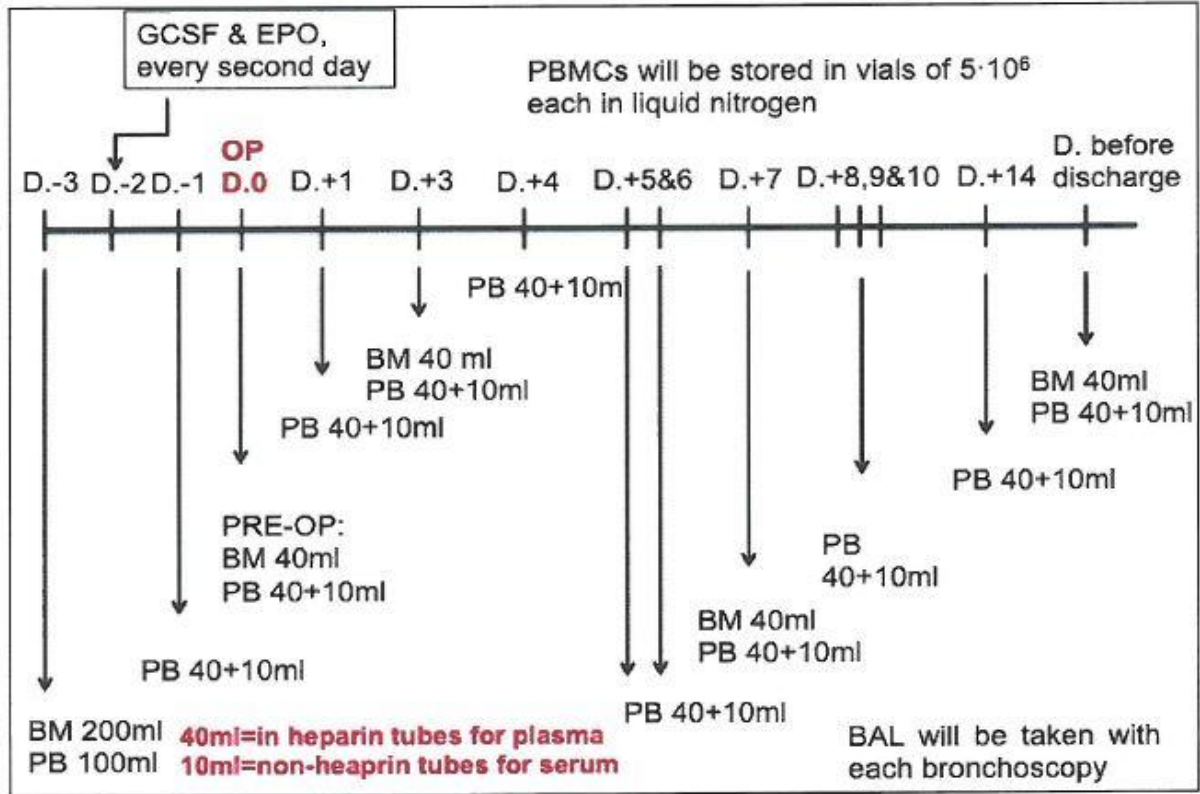 GCSF & EPO,
every second day
PBMCs will be stored in vials of 5·10⁶
each in liquid nitrogen
OP
D.-3 D.-2 D.-1 D.0 D.+1 D.+3 D.+4 D.+5&6 D.+7 D.+8,9&10 D.+14 D. before
discharge
PB 40+10m
BM 40 ml
PB 40+10ml
PB 40+10ml
BM 40ml
PB 40+10ml
PB 40+10ml
PRE-OP:
BM 40ml
PB 40+10ml
PB
40+10ml
BM 40ml
PB 40+10ml
PB 40+10ml
PB 40+10ml
BM 200ml
PB 100ml
40ml=in heparin tubes for plasma
10ml=non-heaprin tubes for serum
BAL will be taken with
each bronchoscopy